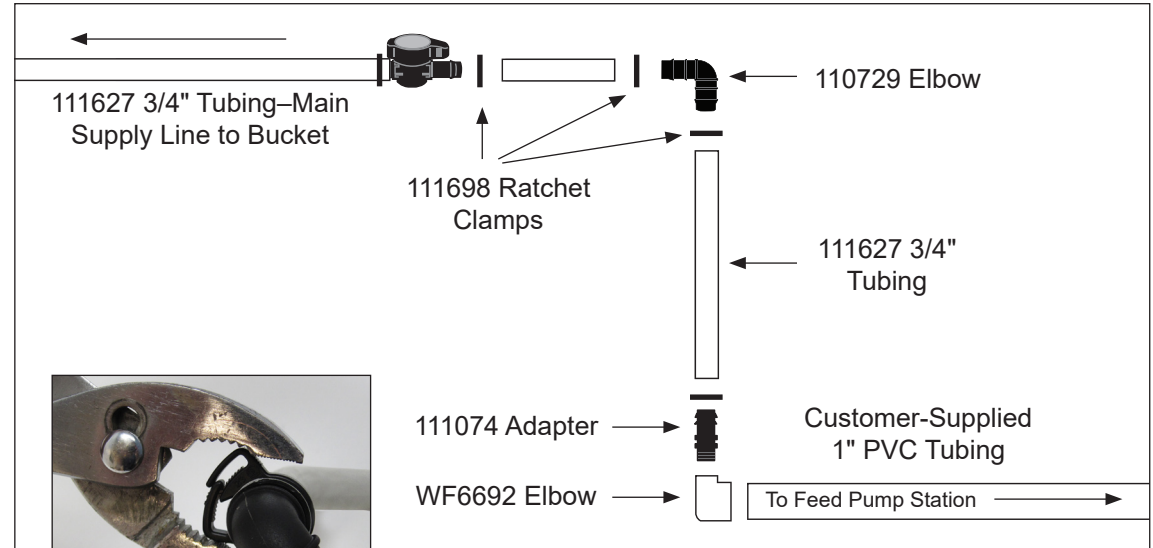 111627 3/4" Tubing–Main
Supply Line to Bucket
110729 Elbow
111698 Ratchet
Clamps
111627 3/4"
Tubing
111074 Adapter
Customer-Supplied
1" PVC Tubing
WF6692 Elbow
To Feed Pump Station